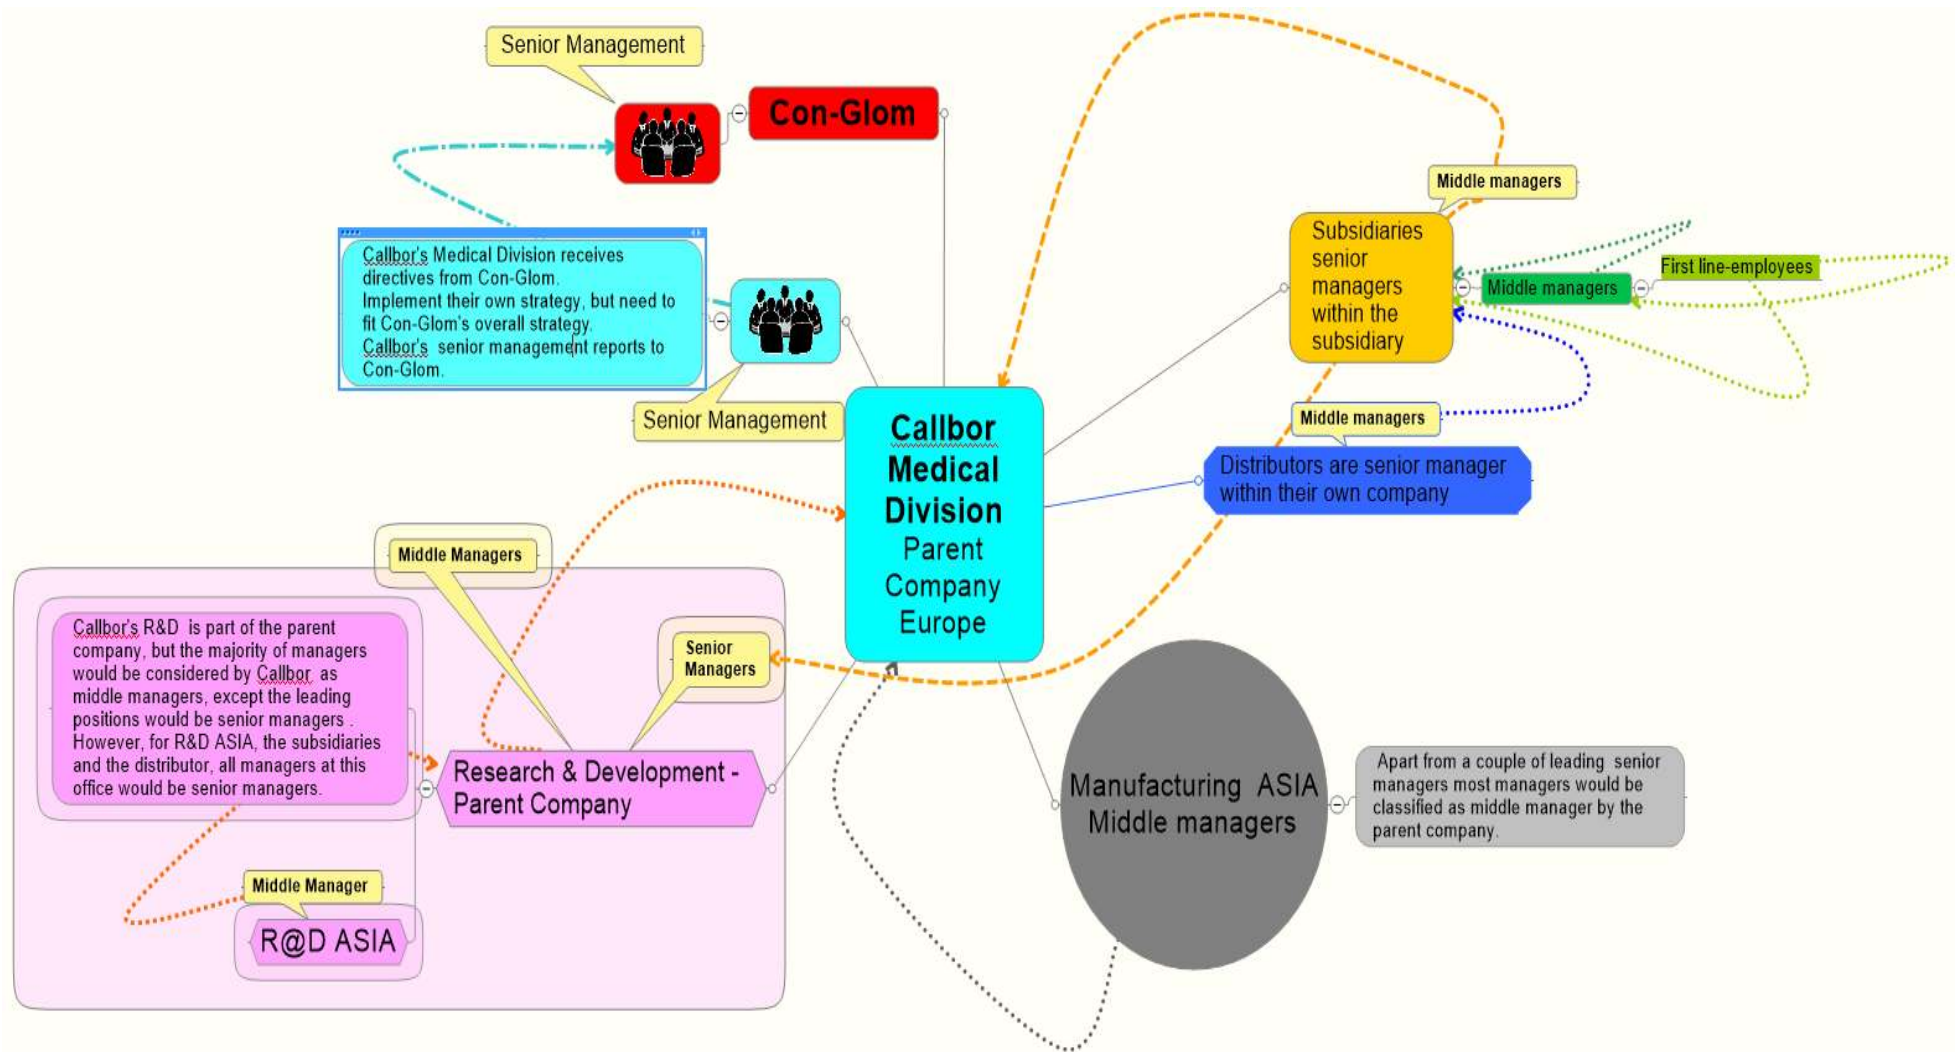 Senior Management
Con-Glom
Callbor's Medical Division receives
directives from Con-Glom.
Implement their own strategy, but need to
fit Con-Glom's overall strategy.
Callbor's senior management reports to
Con-Glom.
Senior Management
Callbor
Medical
Division
Parent
Company
Europe
Middle managers
Subsidiaries
senior
managers
within the
subsidiary
Middle managers
First line-employees
Middle managers
Distributors are senior manager
within their own company
Middle Managers
Senior
Managers
Callbor's R&D is part of the parent
company, but the majority of managers
would be considered by Callbor as
middle managers, except the leading
positions would be senior managers .
However, for R&D ASIA, the subsidiaries
and the distributor, all managers at this
office would be senior managers.
Research & Development -
Parent Company
Middle Manager
R@D ASIA
Manufacturing ASIA
Middle managers
Apart from a couple of leading senior
managers most managers would be
classified as middle manager by the
parent company.